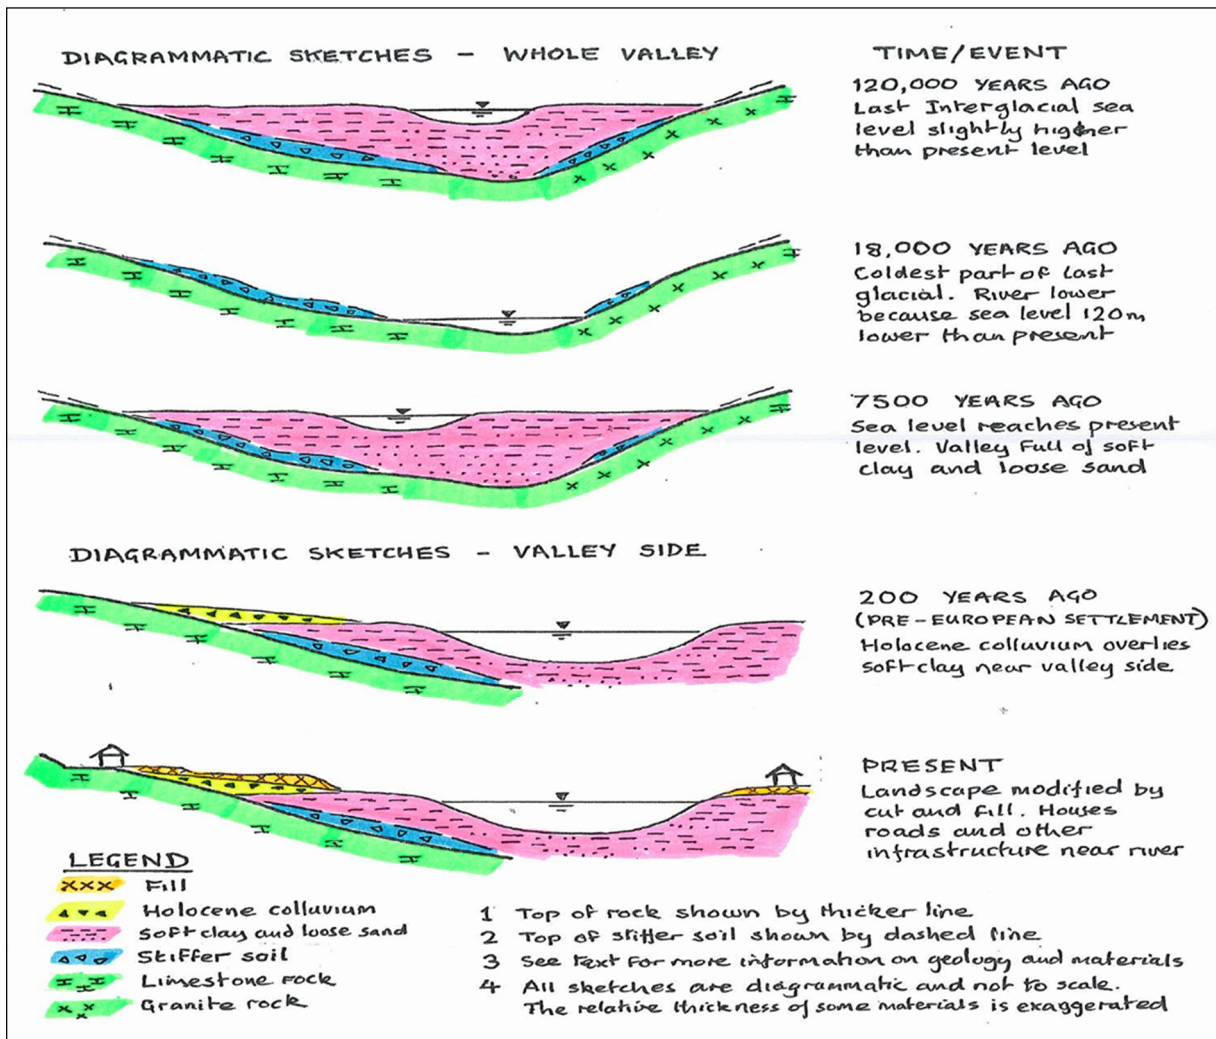 DIAGRAMMATIC SKETCHES - WHOLE VALLEY
TIME/EVENT
120,000 YEARS AGO
Last Interglacial sea
level slightly higher
than present level
18,000 YEARS AGO
Coldest part of Last
glacial. River lower
because sea level 120m
lower than present
7500 YEARS AGO
Sea level reaches present
level. Valley full of soft
clay and loose sand
DIAGRAMMATIC SKETCHES - VALLEY SIDE
200 YEARS AGO
(PRE-EUROPEAN SETTLEMENT)
Holocene colluvium overlies
soft clay near valley side
PRESENT
Landscape modified by
cut and fill. Houses
roads and other
infrastructure near river
LEGEND
Fill
Holocene colluvium
Soft clay and loose sand
Stiffer soil
Limestone rock
Granite rock
1 Top of rock shown by thicker line
2 Top of stiffer soil shown by dashed line
3 See text for more information on geology and materials
4 All sketches are diagrammatic and not to scale.
The relative thickness of some materials is exaggerated